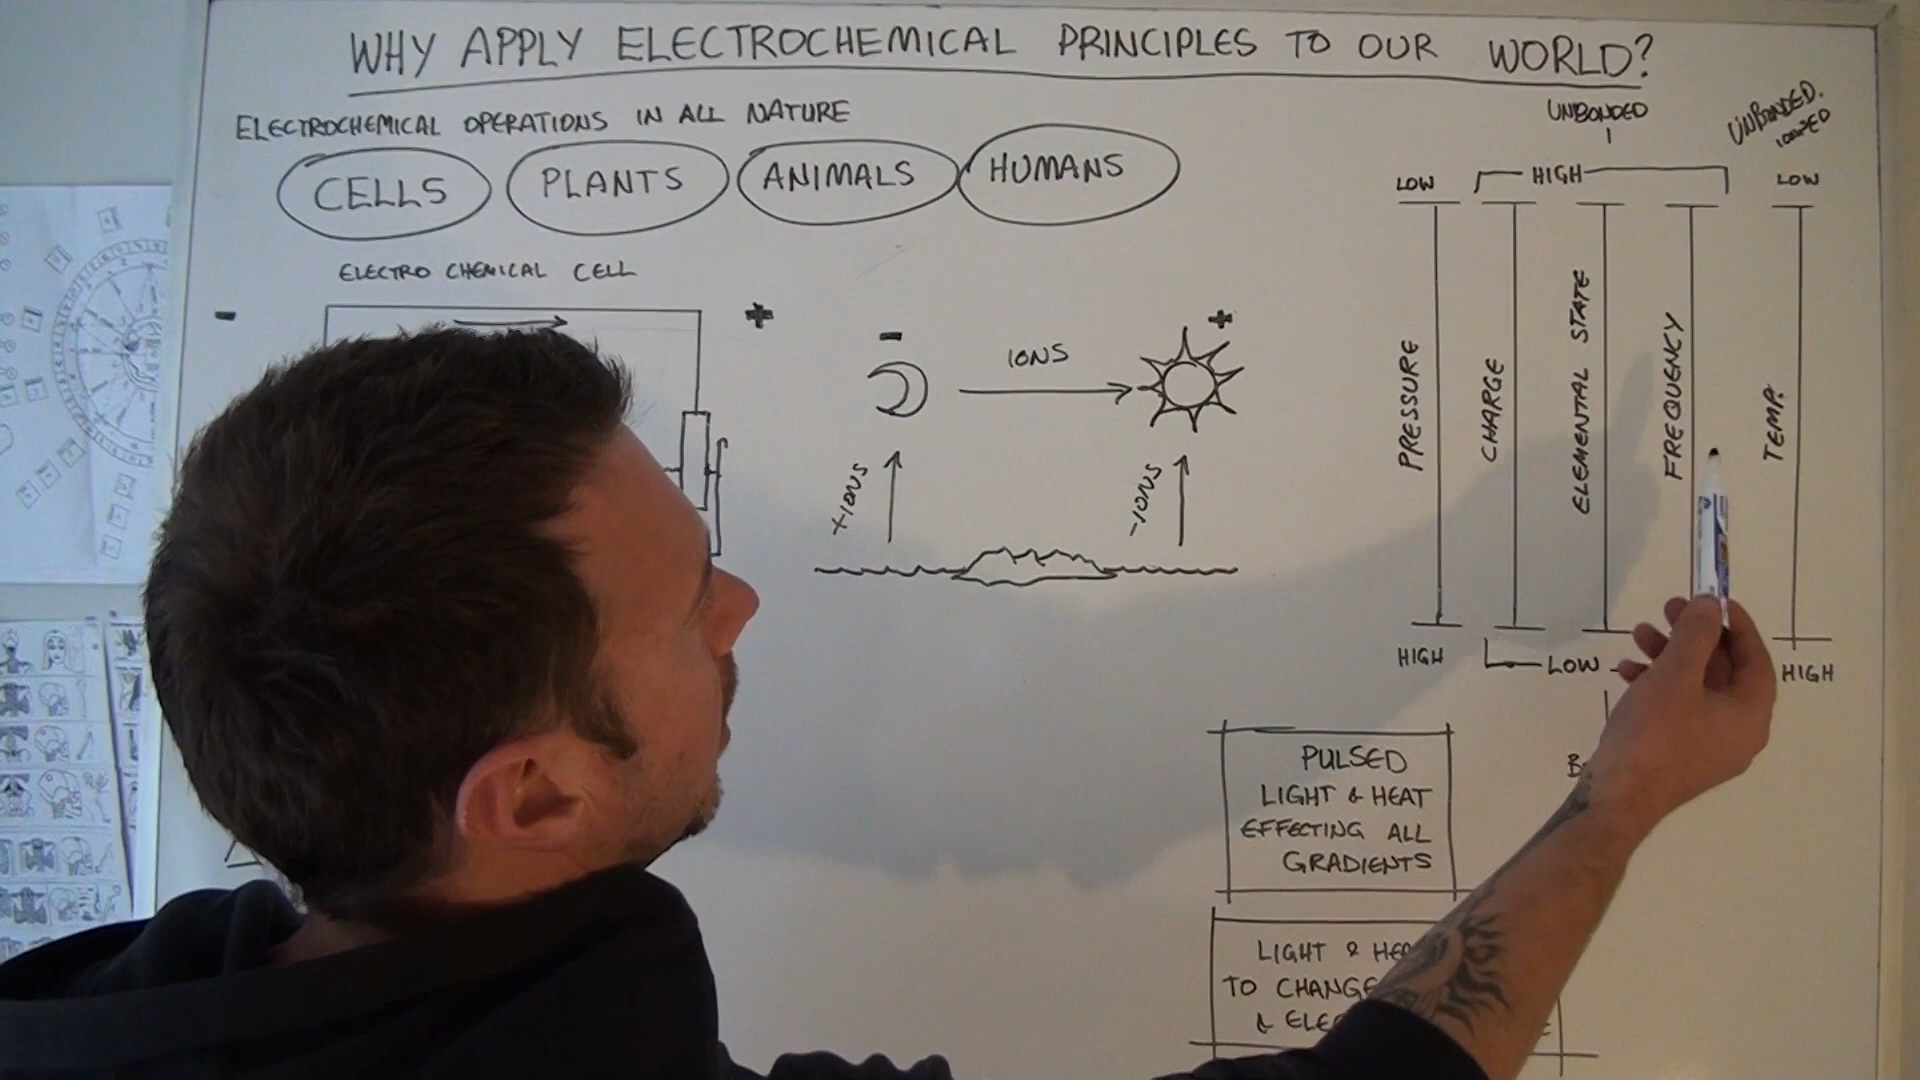 WHY APPLY ELECTROCHEMICAL PRINCIPLES TO OUR WORLD?
ELECTROCHEMICAL OPERATIONS IN ALL NATURE
CELLS
PLANTS
ANIMALS
HUMANS
ELECTRO CHEMICAL CELL
-
+
-
+
IONS
+IONS
-IONS
UNBONDED
UNBONDED.
IONIZED
LOW
HIGH
LOW
PRESSURE
CHARGE
ELEMENTAL STATE
FREQUENCY
TEMP.
HIGH
LOW
HIGH
PULSED
LIGHT & HEAT
EFFECTING ALL
GRADIENTS
LIGHT &
TO CHANGE
&